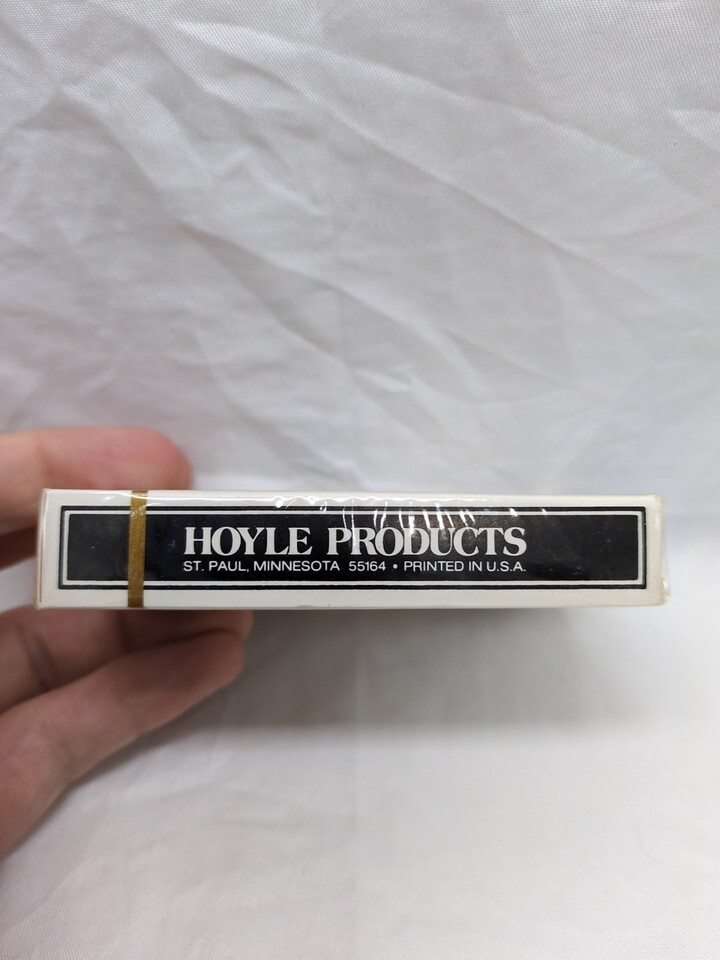 HOYLE PRODUCTS
ST. PAUL, MINNESOTA 55164 • PRINTED IN U.S.A.